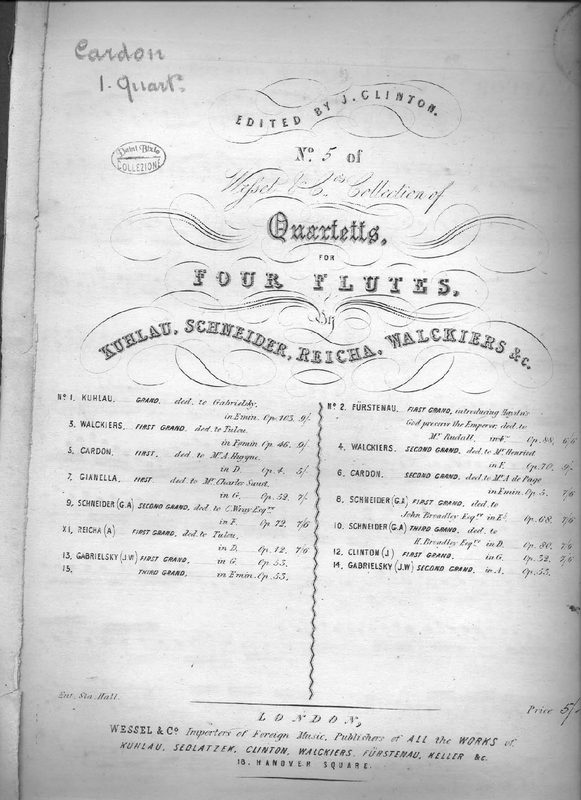 Cardon
1. Quart.
EDITED BY J. CLINTON.
COLLEZIONE
No. 5 of
Wessel & Cos Collection of
Quartetts,
FOR
FOUR FLUTES,
By
KUHLAU, SCHNEIDER, REICHA, WALCKIERS &c.
No 1. KUHLAU. GRAND. ded. to Gabrielsky.
in E min. Op. 103. 9/-
3. WALCKIERS. FIRST GRAND. ded. to Tulou.
in F♯min. Op. 46. 9/-
5. CARDON. FIRST. ded. to Mr. A. Hugque.
in D. Op. 4. 5/-
7. GIANELLA. FIRST. ded. to Mr. Charles Saust.
in G. Op. 52. 7/-
9. SCHNEIDER (G.A) SECOND GRAND. ded. to C. Wray Esqre.
in F. Op. 72. 7/6
XI. REICHA (A) FIRST GRAND. ded. to Tulou.
in D. Op. 12. 7/6
13. GABRIELSKY (J.W) FIRST GRAND. in G. Op. 53.
15. THIRD GRAND. in E min. Op. 53.
No 2. FÜRSTENAU. FIRST GRAND, introducing Haydn's
God preserve the Emperor, ded. to
Mr. Rudall. in F. Op. 88. 6/6
4. WALCKIERS. SECOND GRAND. ded. to Mr. Henried
in F. Op. 70. 9/-
6. CARDON. SECOND GRAND. ded. to Mr. A. de Page
in E min. Op. 5. 7/6
8. SCHNEIDER (G.A) FIRST GRAND. ded. to
John Broadley Esqre. in E♭. Op. 68. 7/6
10. SCHNEIDER (G.A) THIRD GRAND. ded. to
H. Broadley Esqre. in D. Op. 80. 7/6
12. CLINTON (J) FIRST GRAND. in G. Op. 32. 7/6
14. GABRIELSKY (J.W) SECOND GRAND. in A. Op. 53.
Ent. Sta. Hall.
Price 5/-
LONDON,
WESSEL & Co. Importers of Foreign Music, Publishers of ALL the WORKS of,
KUHLAU, SEDLATZEK, CLINTON, WALCKIERS, FÜRSTENAU, KELLER &c.
18, HANOVER SQUARE.